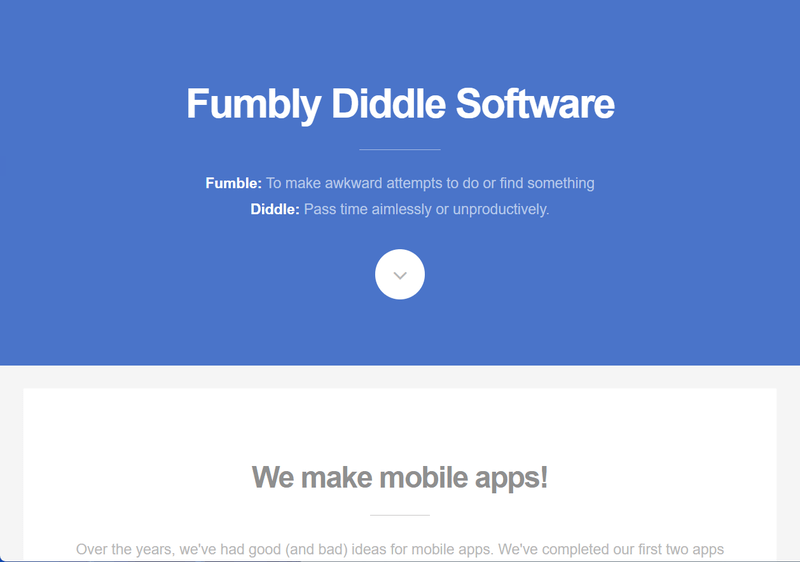 Fumbly Diddle Software
Fumble: To make awkward attempts to do or find something
Diddle: Pass time aimlessly or unproductively.
We make mobile apps!
Over the years, we've had good (and bad) ideas for mobile apps. We've completed our first two apps